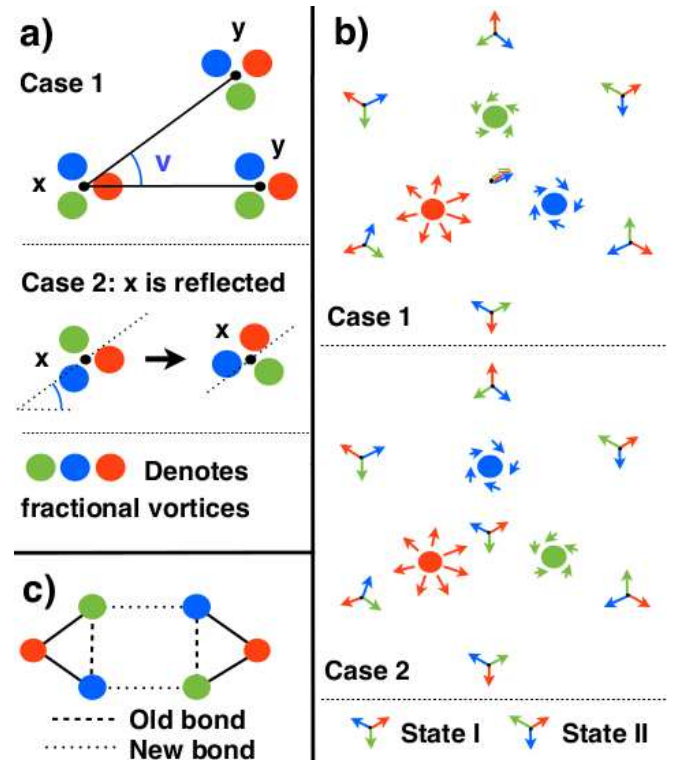 a)
y
Case 1
y
v
x
Case 2: x is reflected
x
x
Denotes
fractional vortices
c)
Old bond
New bond
b)
Case 1
Case 2
State I
State II